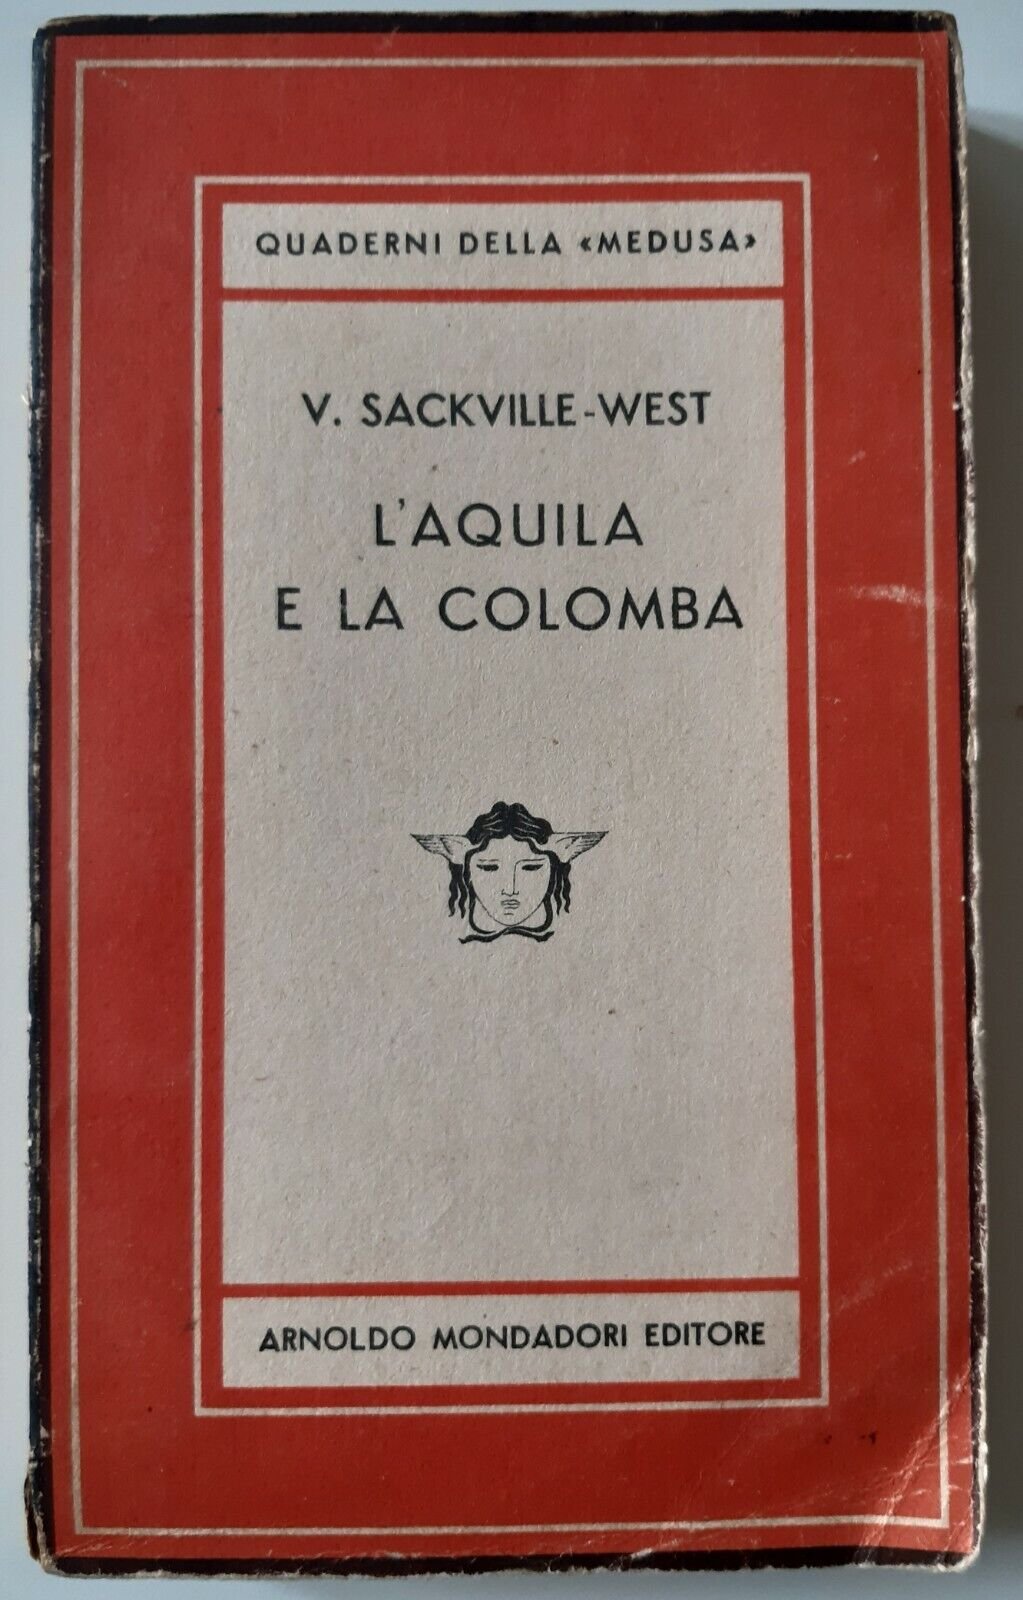 QUADERNI DELLA «MEDUSA»
V. SACKVILLE-WEST
L'AQUILA
E LA COLOMBA
ARNOLDO MONDADORI EDITORE